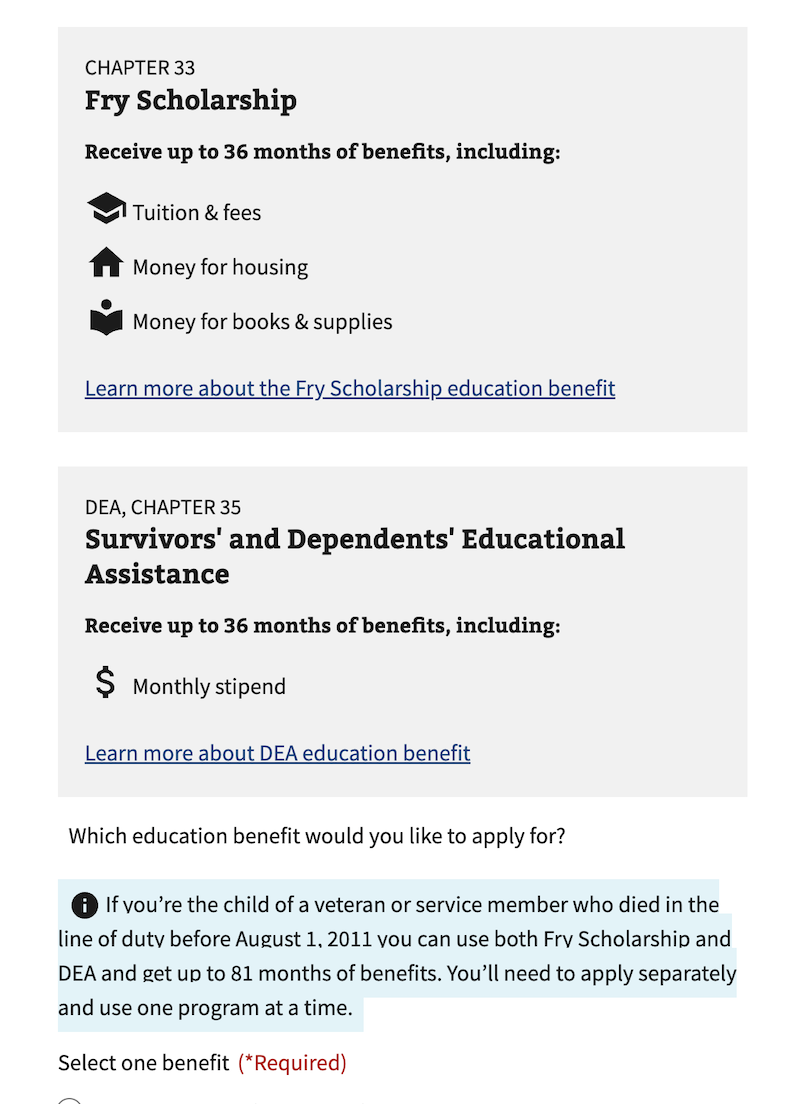 CHAPTER 33
Fry Scholarship
Receive up to 36 months of benefits, including:
Tuition & fees
Money for housing
Money for books & supplies
Learn more about the Fry Scholarship education benefit
DEA, CHAPTER 35
Survivors' and Dependents' Educational
Assistance
Receive up to 36 months of benefits, including:
$ Monthly stipend
Learn more about DEA education benefit
Which education benefit would you like to apply for?
If you’re the child of a veteran or service member who died in the
line of duty before August 1, 2011 you can use both Fry Scholarship and
DEA and get up to 81 months of benefits. You’ll need to apply separately
and use one program at a time.
Select one benefit (*Required)